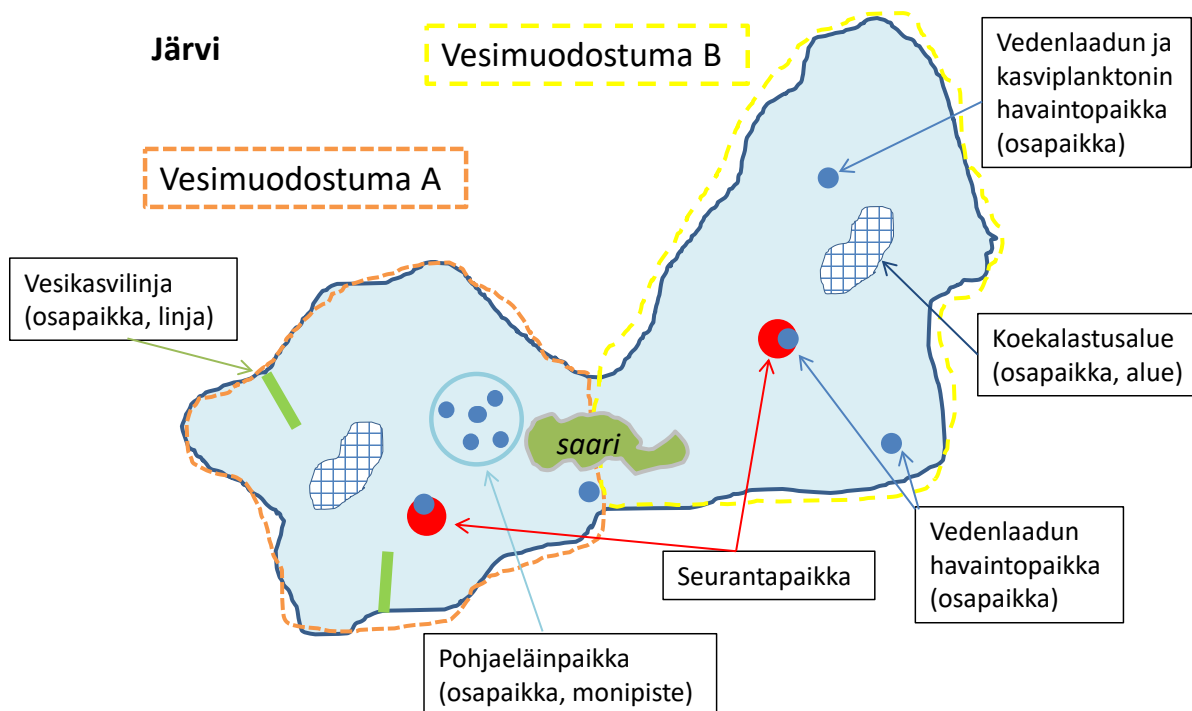 Järvi
Vesimuodostuma B
Vedenlaadun ja
kasviplanktonin
havaintopaikka
(osapaikka)
Vesimuodostuma A
Vesikasvilinja
(osapaikka, linja)
Koekalastusalue
(osapaikka, alue)
saari
Seurantapaikka
Vedenlaadun
havaintopaikka
(osapaikka)
Pohjaeläinpaikka
(osapaikka, monipiste)